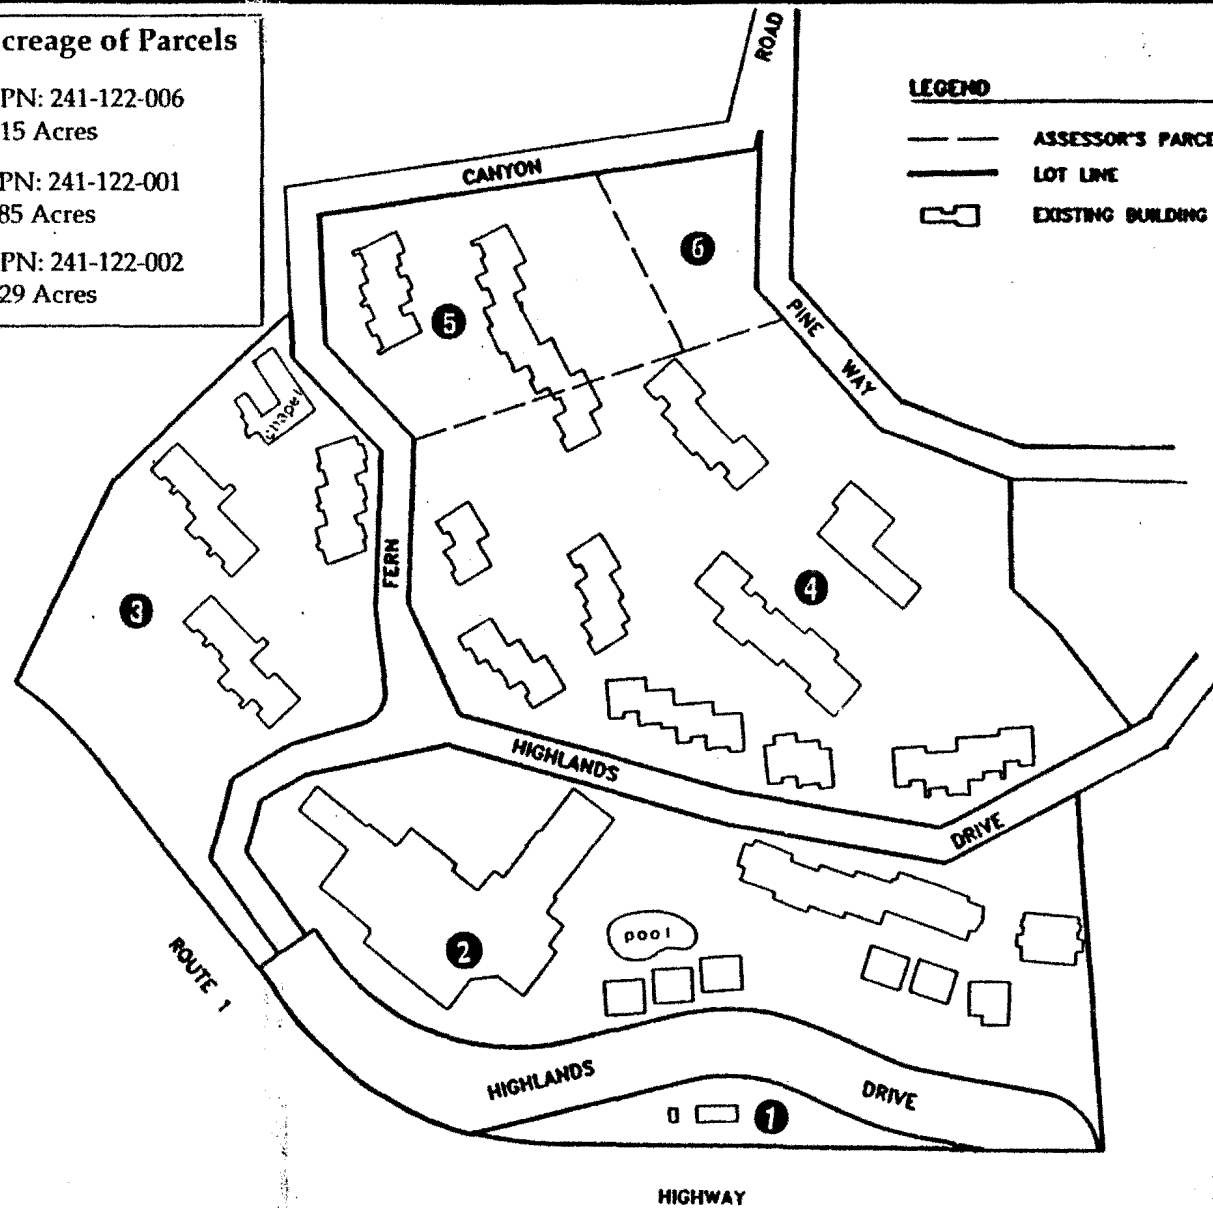 creage of Parcels
PN: 241-122-006
15 Acres
PN: 241-122-001
85 Acres
PN: 241-122-002
29 Acres
ROAD
LEGEND
ASSESSOR'S PARCE
LOT LINE
EXISTING BUILDING
CANYON
6
5
PINE WAY
chapel
FERN
3
4
HIGHLANDS
DRIVE
2
pool
ROUTE 1
HIGHLANDS
DRIVE
1
HIGHWAY